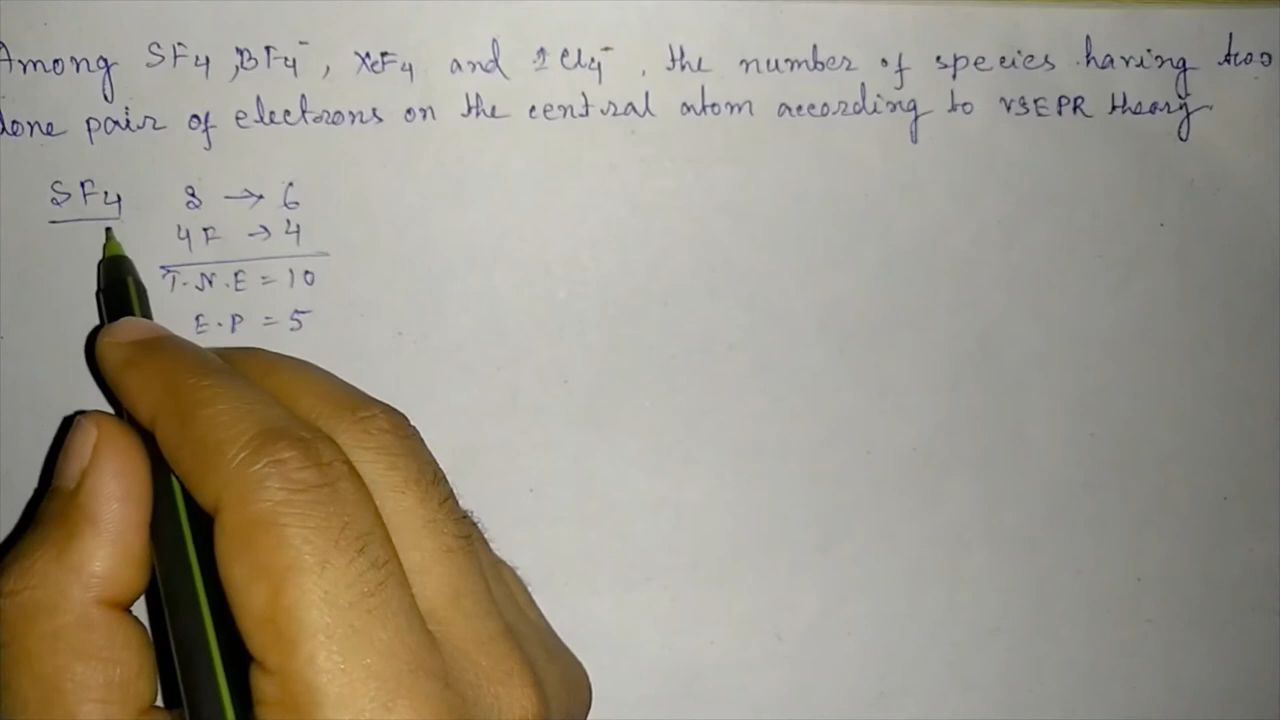 Among SF4, BF4⁻, XeF4 and ICl4⁻, the number of species having two
lone pair of electrons on the central atom according to VSEPR theory
SF4 S → 6
4F → 4
T.N.E = 10
E.P = 5